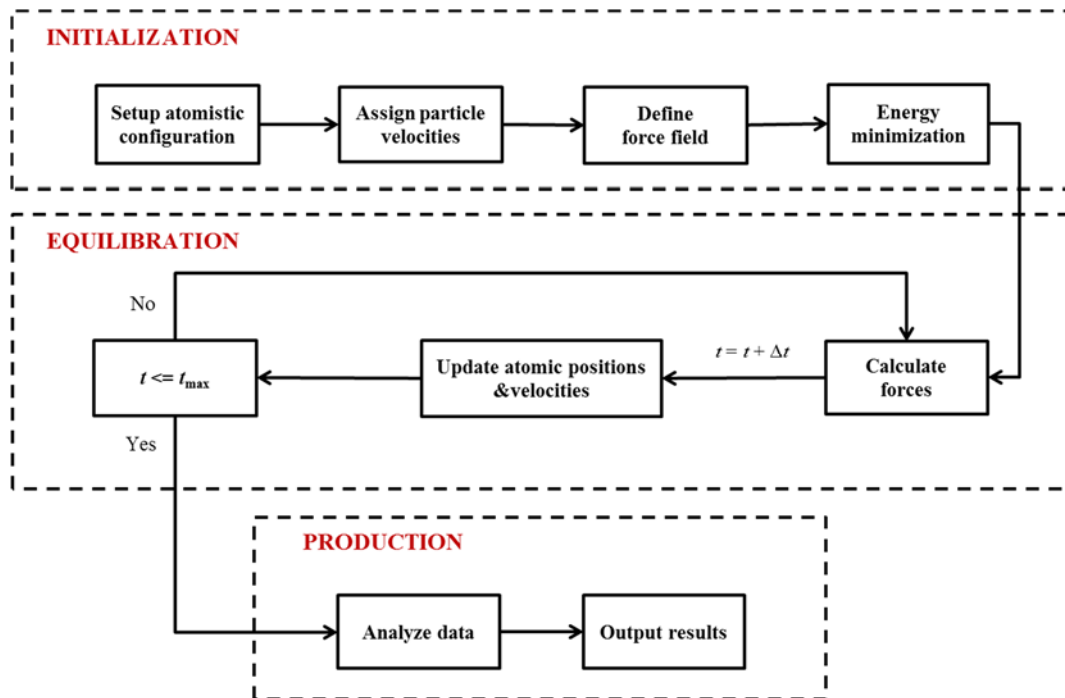 INITIALIZATION
Setup atomistic
configuration
Assign particle
velocities
Define
force field
Energy
minimization
EQUILIBRATION
No
t <= tmax
Yes
Update atomic positions
&velocities
t = t + Δt
Calculate
forces
PRODUCTION
Analyze data
Output results